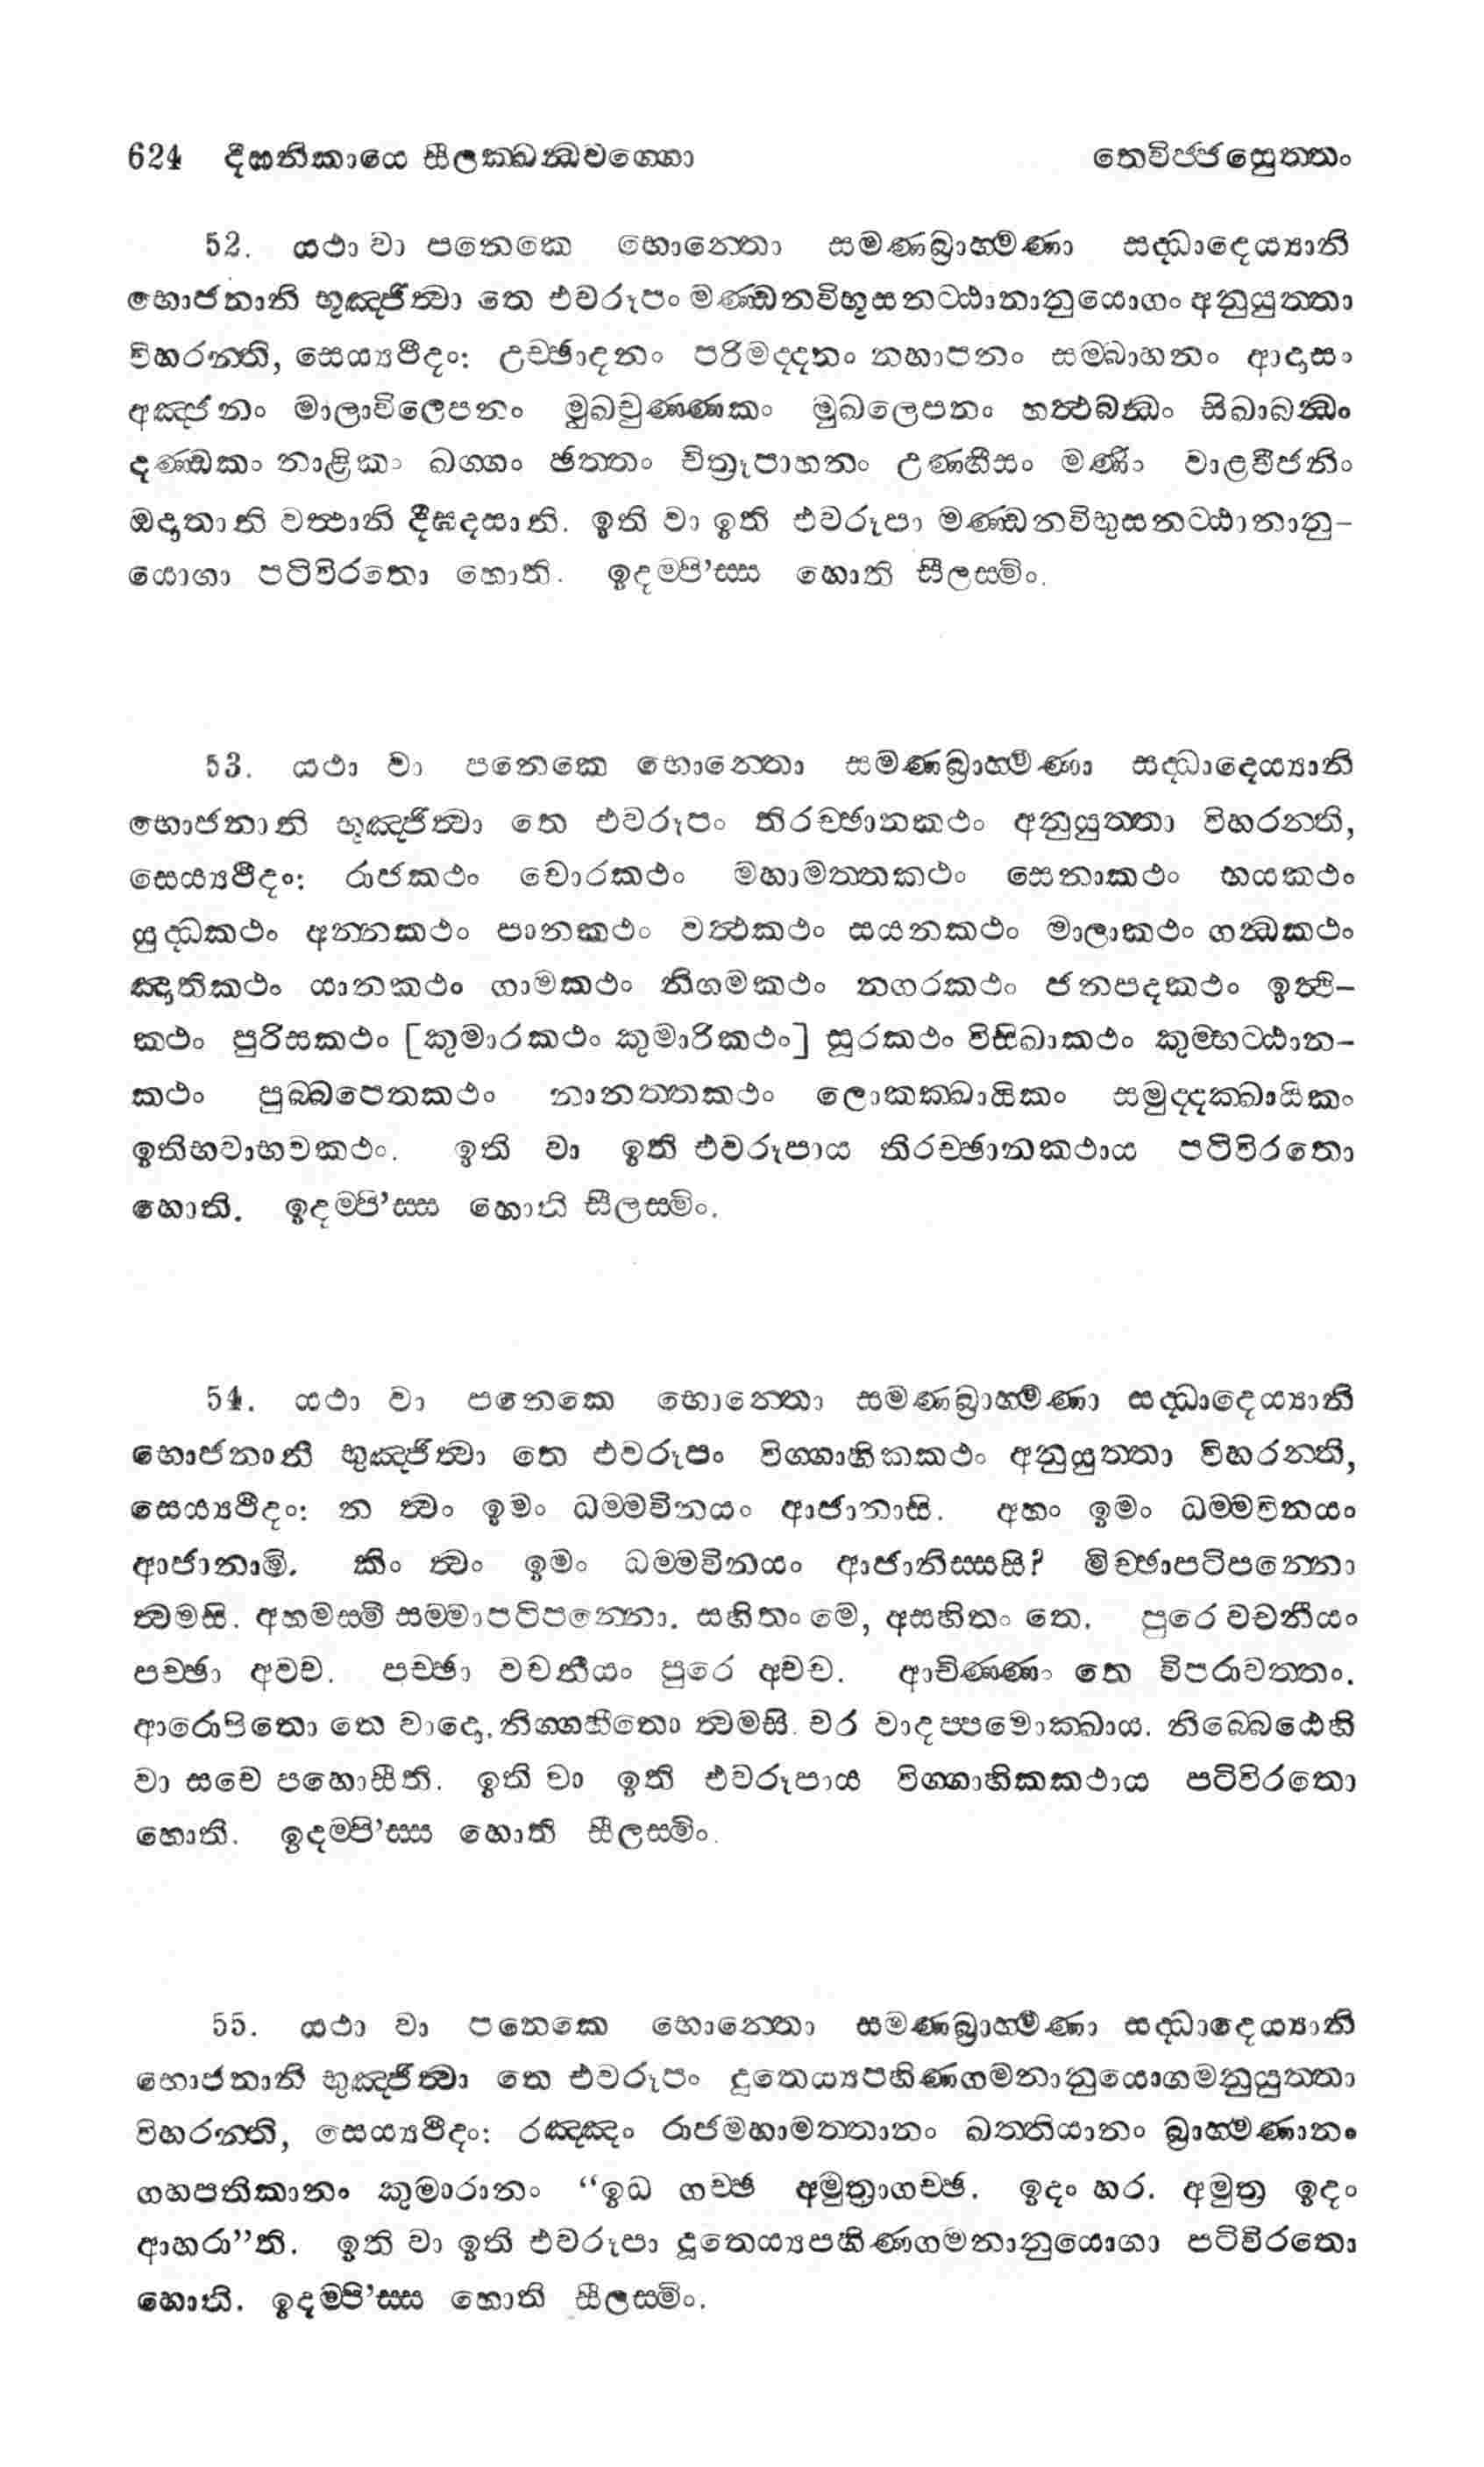 624 දීඝනිකායෙ සීලක්ඛන්ධවග්ගො තෙවිජ්ජසුත්තං
52. යථා වා පනෙකෙ භොන්තො සමණබ්‍රාහ්මණා සද්ධාදෙය්‍යානි
භොජනානි භුඤ්ජිත්වා තෙ එවරූපං මණ්ඩනවිභූසනට්ඨානානුයොගං අනුයුත්තා
විහරන්ති, සෙය්‍යථීදං: උච්ඡාදනං පරිමද්දනං නහාපනං සම්බාහනං ආදාසං
අඤ්ජනං මාලාවිලෙපනං මුඛචුණ්ණකං මුඛලෙපනං හත්ථබන්ධං සිඛාබන්ධං
දණ්ඩකං නාළිකං ඛග්ගං ඡත්තං චිත්‍රූපාහනං උණ්හීසං මණිං වාළවීජනිං
ඔදාතානි වත්ථානි දීඝදසානි. ඉති වා ඉති එවරූපා මණ්ඩනවිභුසනට්ඨානානු-
යොගා පටිවිරතො හොති. ඉදම්පි’ස්ස හොති සීලස්මිං.
53. යථා වා පනෙකෙ භොන්තො සමණබ්‍රාහ්මණා සද්ධාදෙය්‍යානි
භොජනානි භුඤ්ජිත්වා තෙ එවරූපං තිරච්ඡානකථං අනුයුත්තා විහරන්ති,
සෙය්‍යථීදං: රාජකථං චොරකථං මහාමත්තකථං සෙනාකථං භයකථං
යුද්ධකථං අන්නකථං පානකථං වත්ථකථං සයනකථං මාලාකථං ගන්ධකථං
ඤාතිකථං යානකථං ගාමකථං නිගමකථං නගරකථං ජනපදකථං ඉත්ථි-
කථං පුරිසකථං [කුමාරකථං කුමාරිකථං] සූරකථං විසිඛාකථං කුම්භට්ඨාන-
කථං පුබ්බපෙතකථං නානත්තකථං ලොකක්ඛායිකං සමුද්දක්ඛායිකං
ඉතිභවාභවකථං. ඉති වා ඉති එවරූපාය තිරච්ඡානකථාය පටිවිරතො
හොති. ඉදම්පි’ස්ස හොති සීලස්මිං.
54. යථා වා පනෙකෙ භොන්තො සමණබ්‍රාහ්මණා සද්ධාදෙය්‍යානි
භොජනානි භුඤ්ජිත්වා තෙ එවරූපං විග්ගාහිකකථං අනුයුත්තා විහරන්ති,
සෙය්‍යථීදං: න ත්වං ඉමං ධම්මවිනයං ආජානාසි. අහං ඉමං ධම්මවිනයං
ආජානාමි. කිං ත්වං ඉමං ධම්මවිනයං ආජානිස්සසි? මිච්ඡාපටිපන්නො
ත්වමසි. අහමස්මි සම්මාපටිපන්නො. සහිතං මෙ, අසහිතං තෙ. පුරෙ වචනීයං
පච්ඡා අවච. පච්ඡා වචනීයං පුරෙ අවච. ආචිණ්ණං තෙ විපරාවත්තං.
ආරොපිතො තෙ වාදො. නිග්ගහීතො ත්වමසි. චර වාදප්පමොක්ඛාය. නිබ්බෙඨෙහි
වා සචෙ පහොසීති. ඉති වා ඉති එවරූපාය විග්ගාහිකකථාය පටිවිරතො
හොති. ඉදම්පි’ස්ස හොති සීලස්මිං.
55. යථා වා පනෙකෙ භොන්තො සමණබ්‍රාහ්මණා සද්ධාදෙය්‍යානි
භොජනානි භුඤ්ජිත්වා තෙ එවරූපං දූතෙය්‍යපහිණගමනානුයොගමනුයුත්තා
විහරන්ති, සෙය්‍යථීදං: රඤ්ඤං රාජමහාමත්තානං ඛත්තියානං බ්‍රාහ්මණානං
ගහපතිකානං කුමාරානං “ඉධ ගච්ඡ අමුත්‍රාගච්ඡ. ඉදං හර. අමුත්‍ර ඉදං
ආහරා”ති. ඉති වා ඉති එවරූපා දූතෙය්‍යපහිණගමනානුයොගා පටිවිරතො
හොති. ඉදම්පි’ස්ස හොති සීලස්මිං.